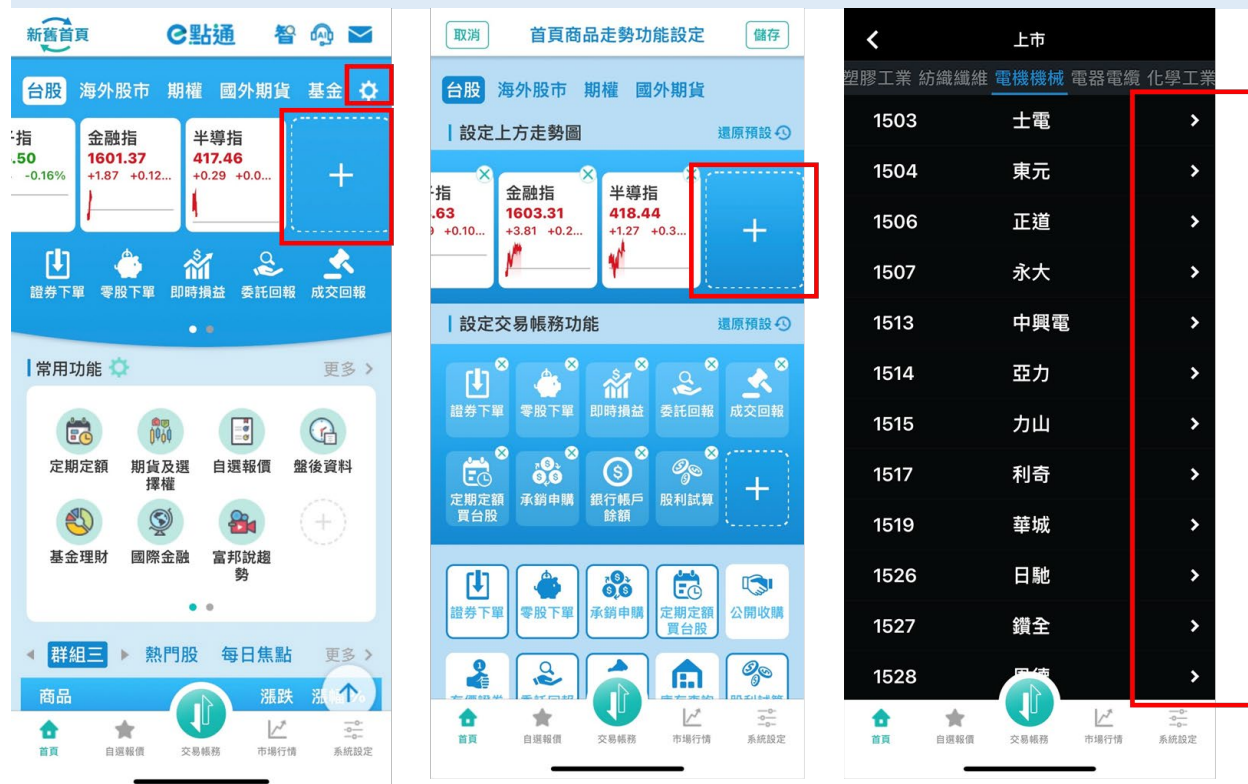 新舊首頁
e點通
智
AI
台股 海外股市 期權 國外期貨 基金
指
.50
-0.16%
金融指
1601.37
+1.87 +0.12...
半導指
417.46
+0.29 +0.0...
+
證券下單 零股下單 即時損益 委託回報 成交回報
常用功能 更多 >
定期定額 期貨及選擇權 自選報價 盤後資料
基金理財 國際金融 富邦說趨勢
群組三 熱門股 每日焦點 更多 >
商品 漲跌
首頁 自選報價 交易帳務 市場行情 系統設定
取消 首頁商品走勢功能設定 儲存
台股 海外股市 期權 國外期貨
設定上方走勢圖 還原預設
指
.63
+0.10...
金融指
1603.31
+3.81 +0.2...
半導指
418.44
+1.27 +0.3...
+
設定交易帳務功能 還原預設
證券下單 零股下單 即時損益 委託回報 成交回報
定期定額買台股 承銷申購 銀行帳戶餘額 股利試算 +
證券下單 零股下單 承銷申購 定期定額買台股 公開收購
首頁 自選報價 交易帳務 市場行情 系統設定
上市
塑膠工業 紡織纖維 電機機械 電器電纜 化學工業
1503 士電 >
1504 東元 >
1506 正道 >
1507 永大 >
1513 中興電 >
1514 亞力 >
1515 力山 >
1517 利奇 >
1519 華城 >
1526 日馳 >
1527 鑽全 >
1528 >
首頁 自選報價 交易帳務 市場行情 系統設定